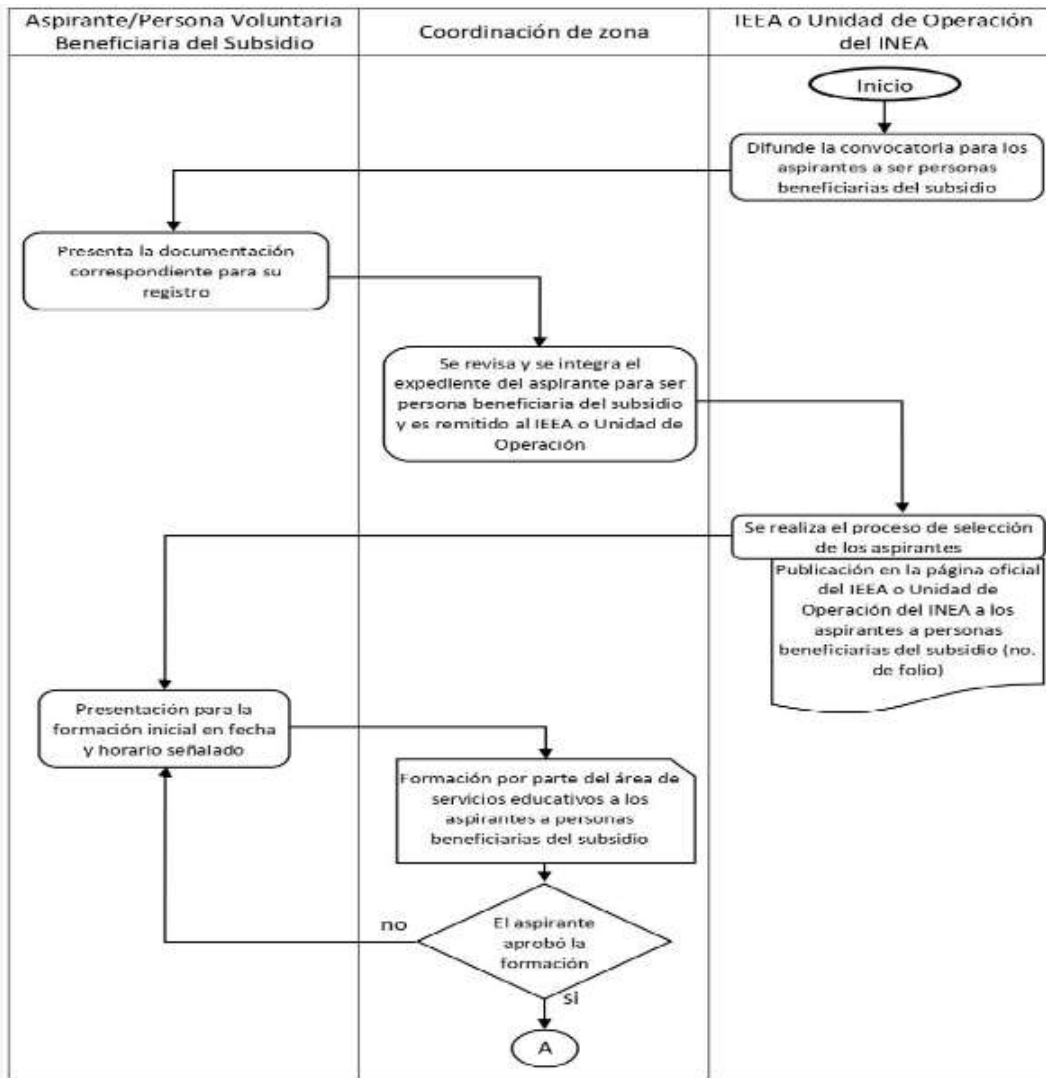 Aspirante/Persona Voluntaria
Beneficiaria del Subsidio
Coordinación de zona
IEEA o Unidad de Operación
del INEA
Inicio
Difunde la convocatoria para los
aspirantes a ser personas
beneficiarias del subsidio
Presenta la documentación
correspondiente para su
registro
Se revisa y se integra el
expediente del aspirante para ser
persona beneficiaria del subsidio
y es remitido al IEEA o Unidad de
Operación
Se realiza el proceso de selección
de los aspirantes
Publicación en la página oficial
del IEEA o Unidad de
Operación del INEA a los
aspirantes a personas
beneficiarias del subsidio (no.
de folio)
Presentación para la
formación inicial en fecha
y horario señalado
Formación por parte del área de
servicios educativos a los
aspirantes a personas
beneficiarias del subsidio
no
El aspirante
aprobó la
formación
si
A